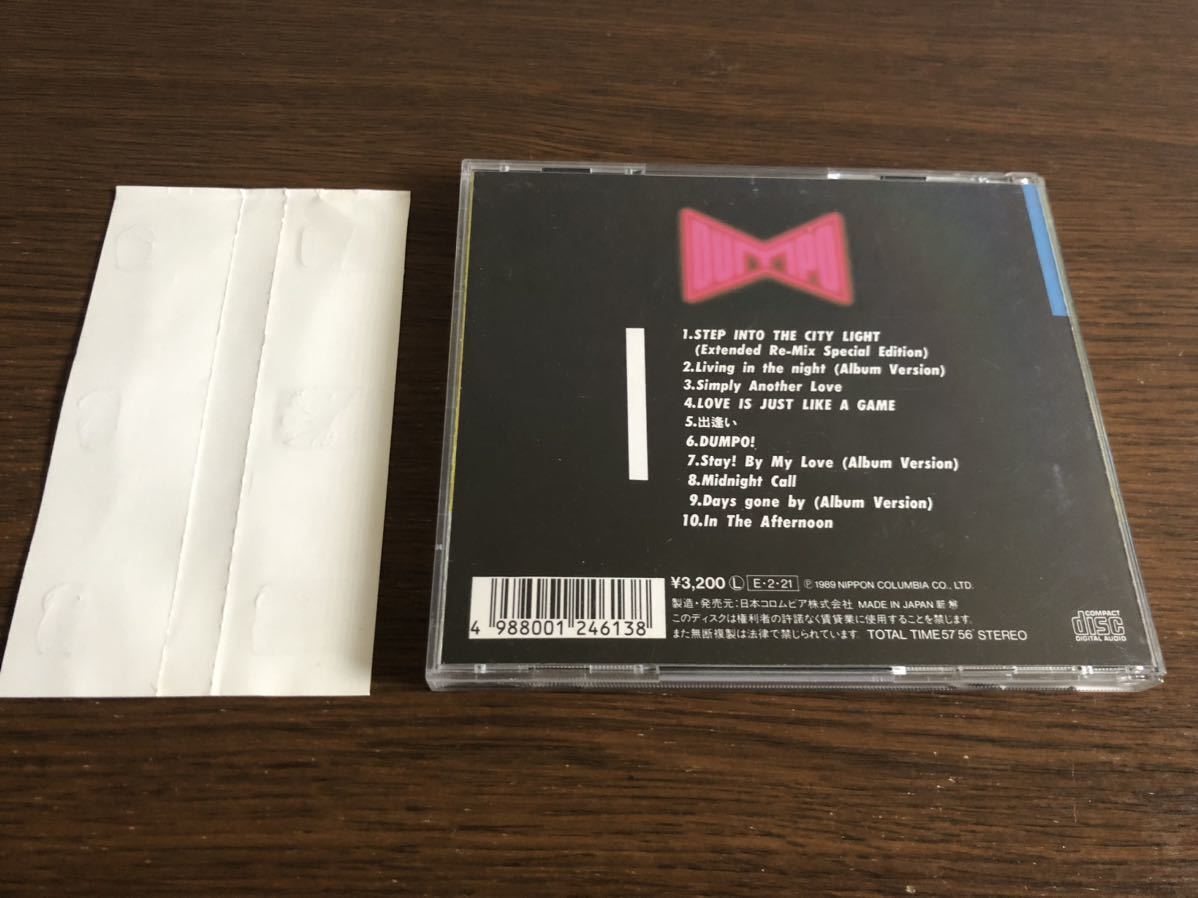 1.STEP INTO THE CITY LIGHT
(Extended Re-Mix Special Edition)
2.Living in the night (Album Version)
3.Simply Another Love
4.LOVE IS JUST LIKE A GAME
5.出逢い
6.DUMPO!
7.Stay! By My Love (Album Version)
8.Midnight Call
9.Days gone by (Album Version)
10.In The Afternoon
¥3,200 Ⓛ E・2・21 Ⓟ 1989 NIPPON COLUMBIA CO., LTD.
製造・発売元:日本コロムビア株式会社 MADE IN JAPAN
このディスクは権利者の許諾なく賃貸業に使用することを禁じます.
また無断複製は法律で禁じられています. TOTAL TIME 57'56" STEREO
4 988001 246138
COMPACT
disc
DIGITAL AUDIO